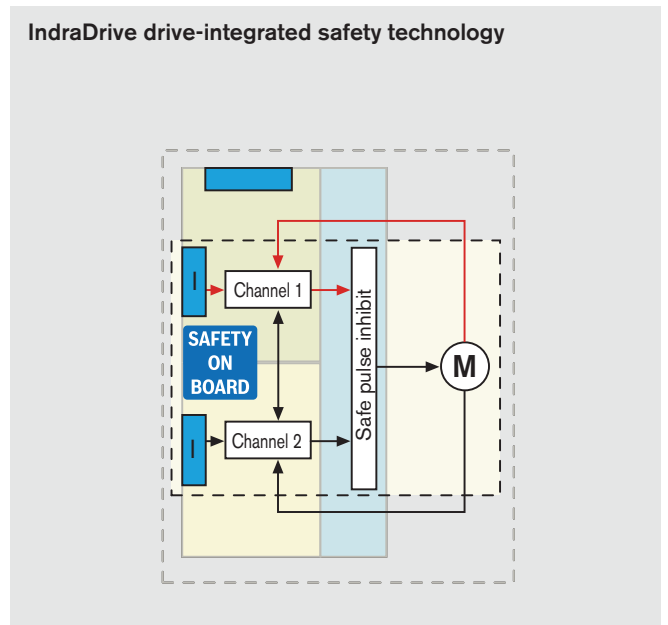 IndraDrive drive-integrated safety technology
I
Channel 1
Safe pulse inhibit
SAFETY
ON
BOARD
M
I
Channel 2